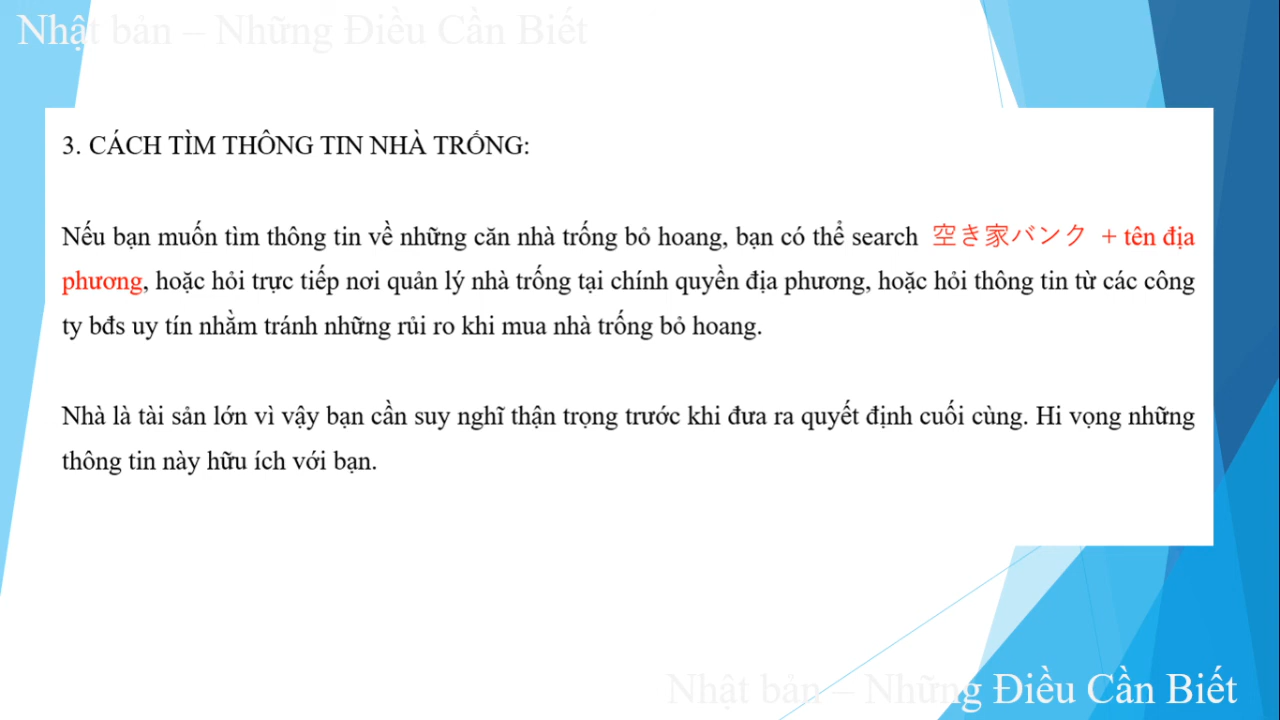 Nhật bản – Những Điều Cần Biết
3. CÁCH TÌM THÔNG TIN NHÀ TRỐNG:
Nếu bạn muốn tìm thông tin về những căn nhà trống bỏ hoang, bạn có thể search 空き家バンク + tên địa
phương, hoặc hỏi trực tiếp nơi quản lý nhà trống tại chính quyền địa phương, hoặc hỏi thông tin từ các công
ty bđs uy tín nhằm tránh những rủi ro khi mua nhà trống bỏ hoang.
Nhà là tài sản lớn vì vậy bạn cần suy nghĩ thận trọng trước khi đưa ra quyết định cuối cùng. Hi vọng những
thông tin này hữu ích với bạn.
Nhật bản – Những Điều Cần Biết